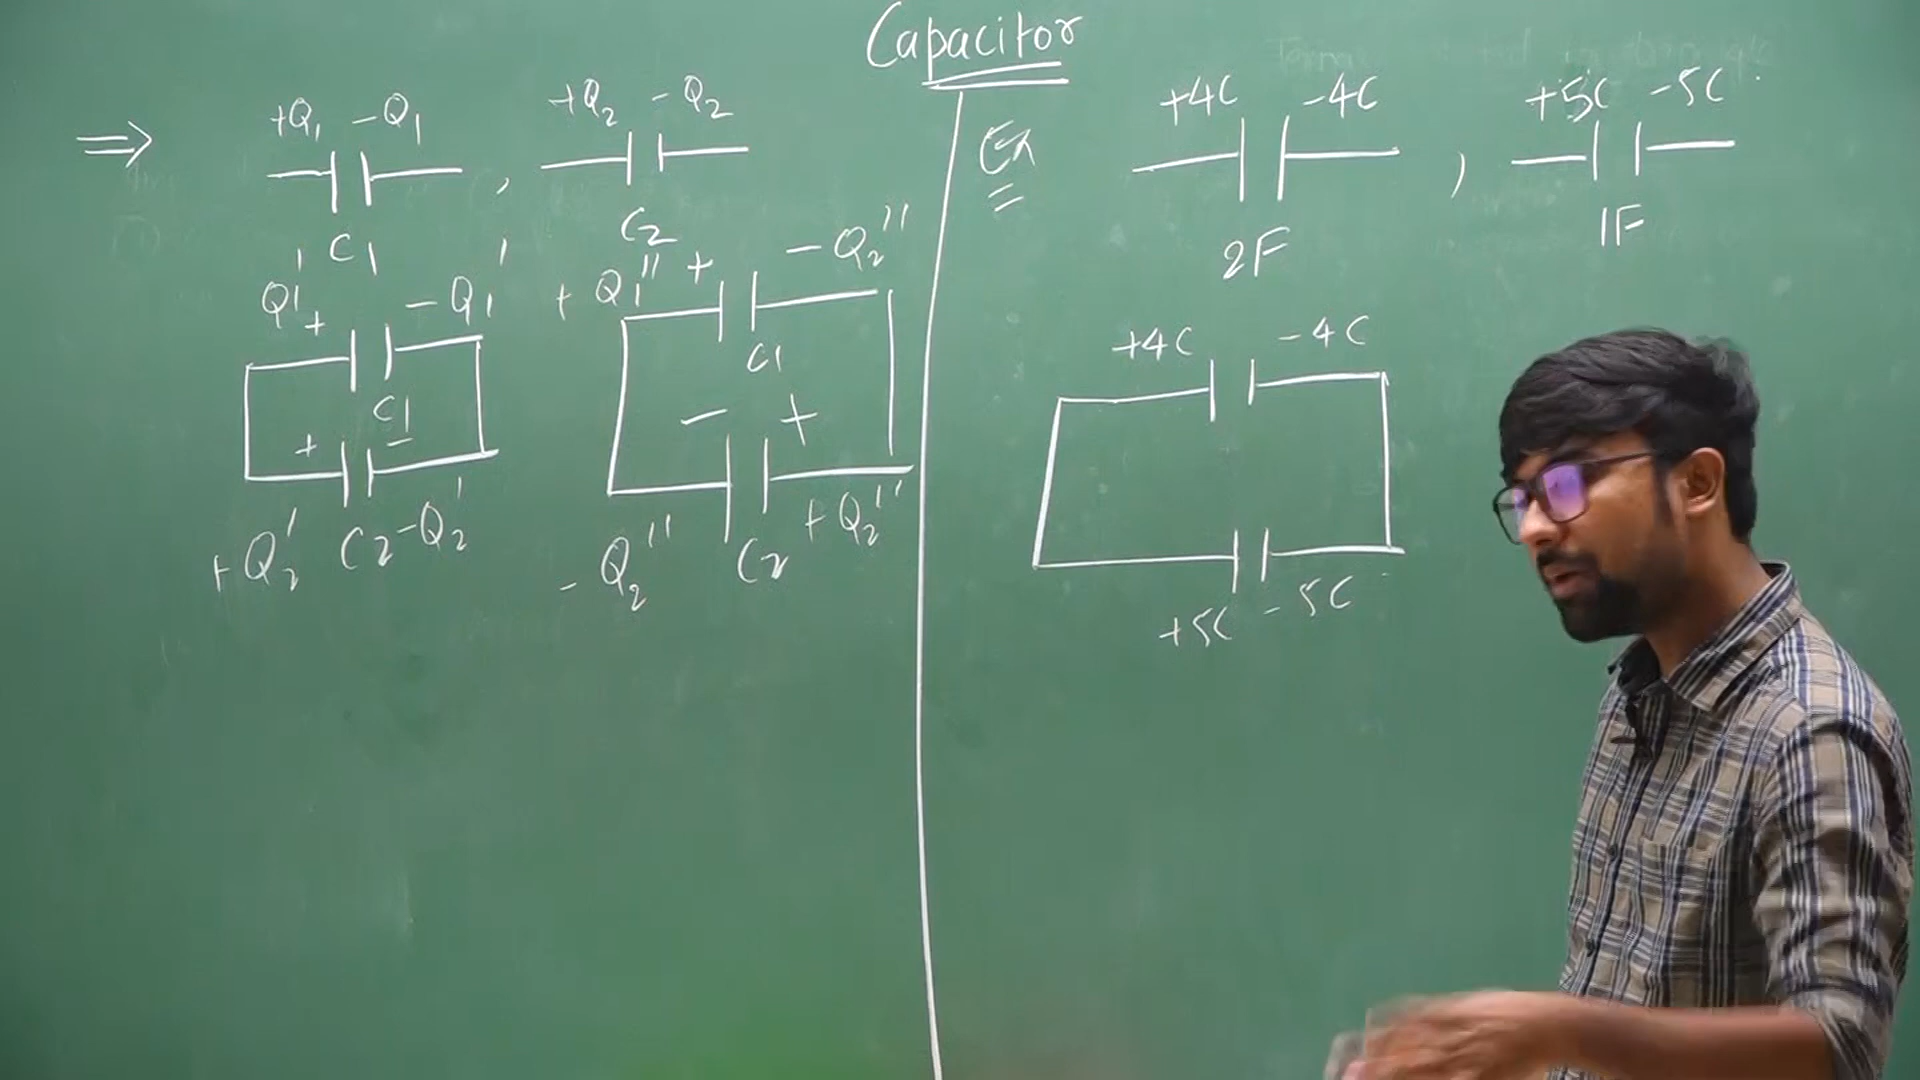 Capacitor
⇒ +Q₁ -Q₁ , +Q₂ -Q₂
C₁ C₂
Q₁' -Q₁'
+
C₁
+
+Q₂' C₂ -Q₂'
+Q₁'' + -Q₂''
C₁
- +
-Q₂'' C₂ +Q₂''
Ex
+4C -4C , +5C -5C
2F 1F
+4C -4C
+5C -5C